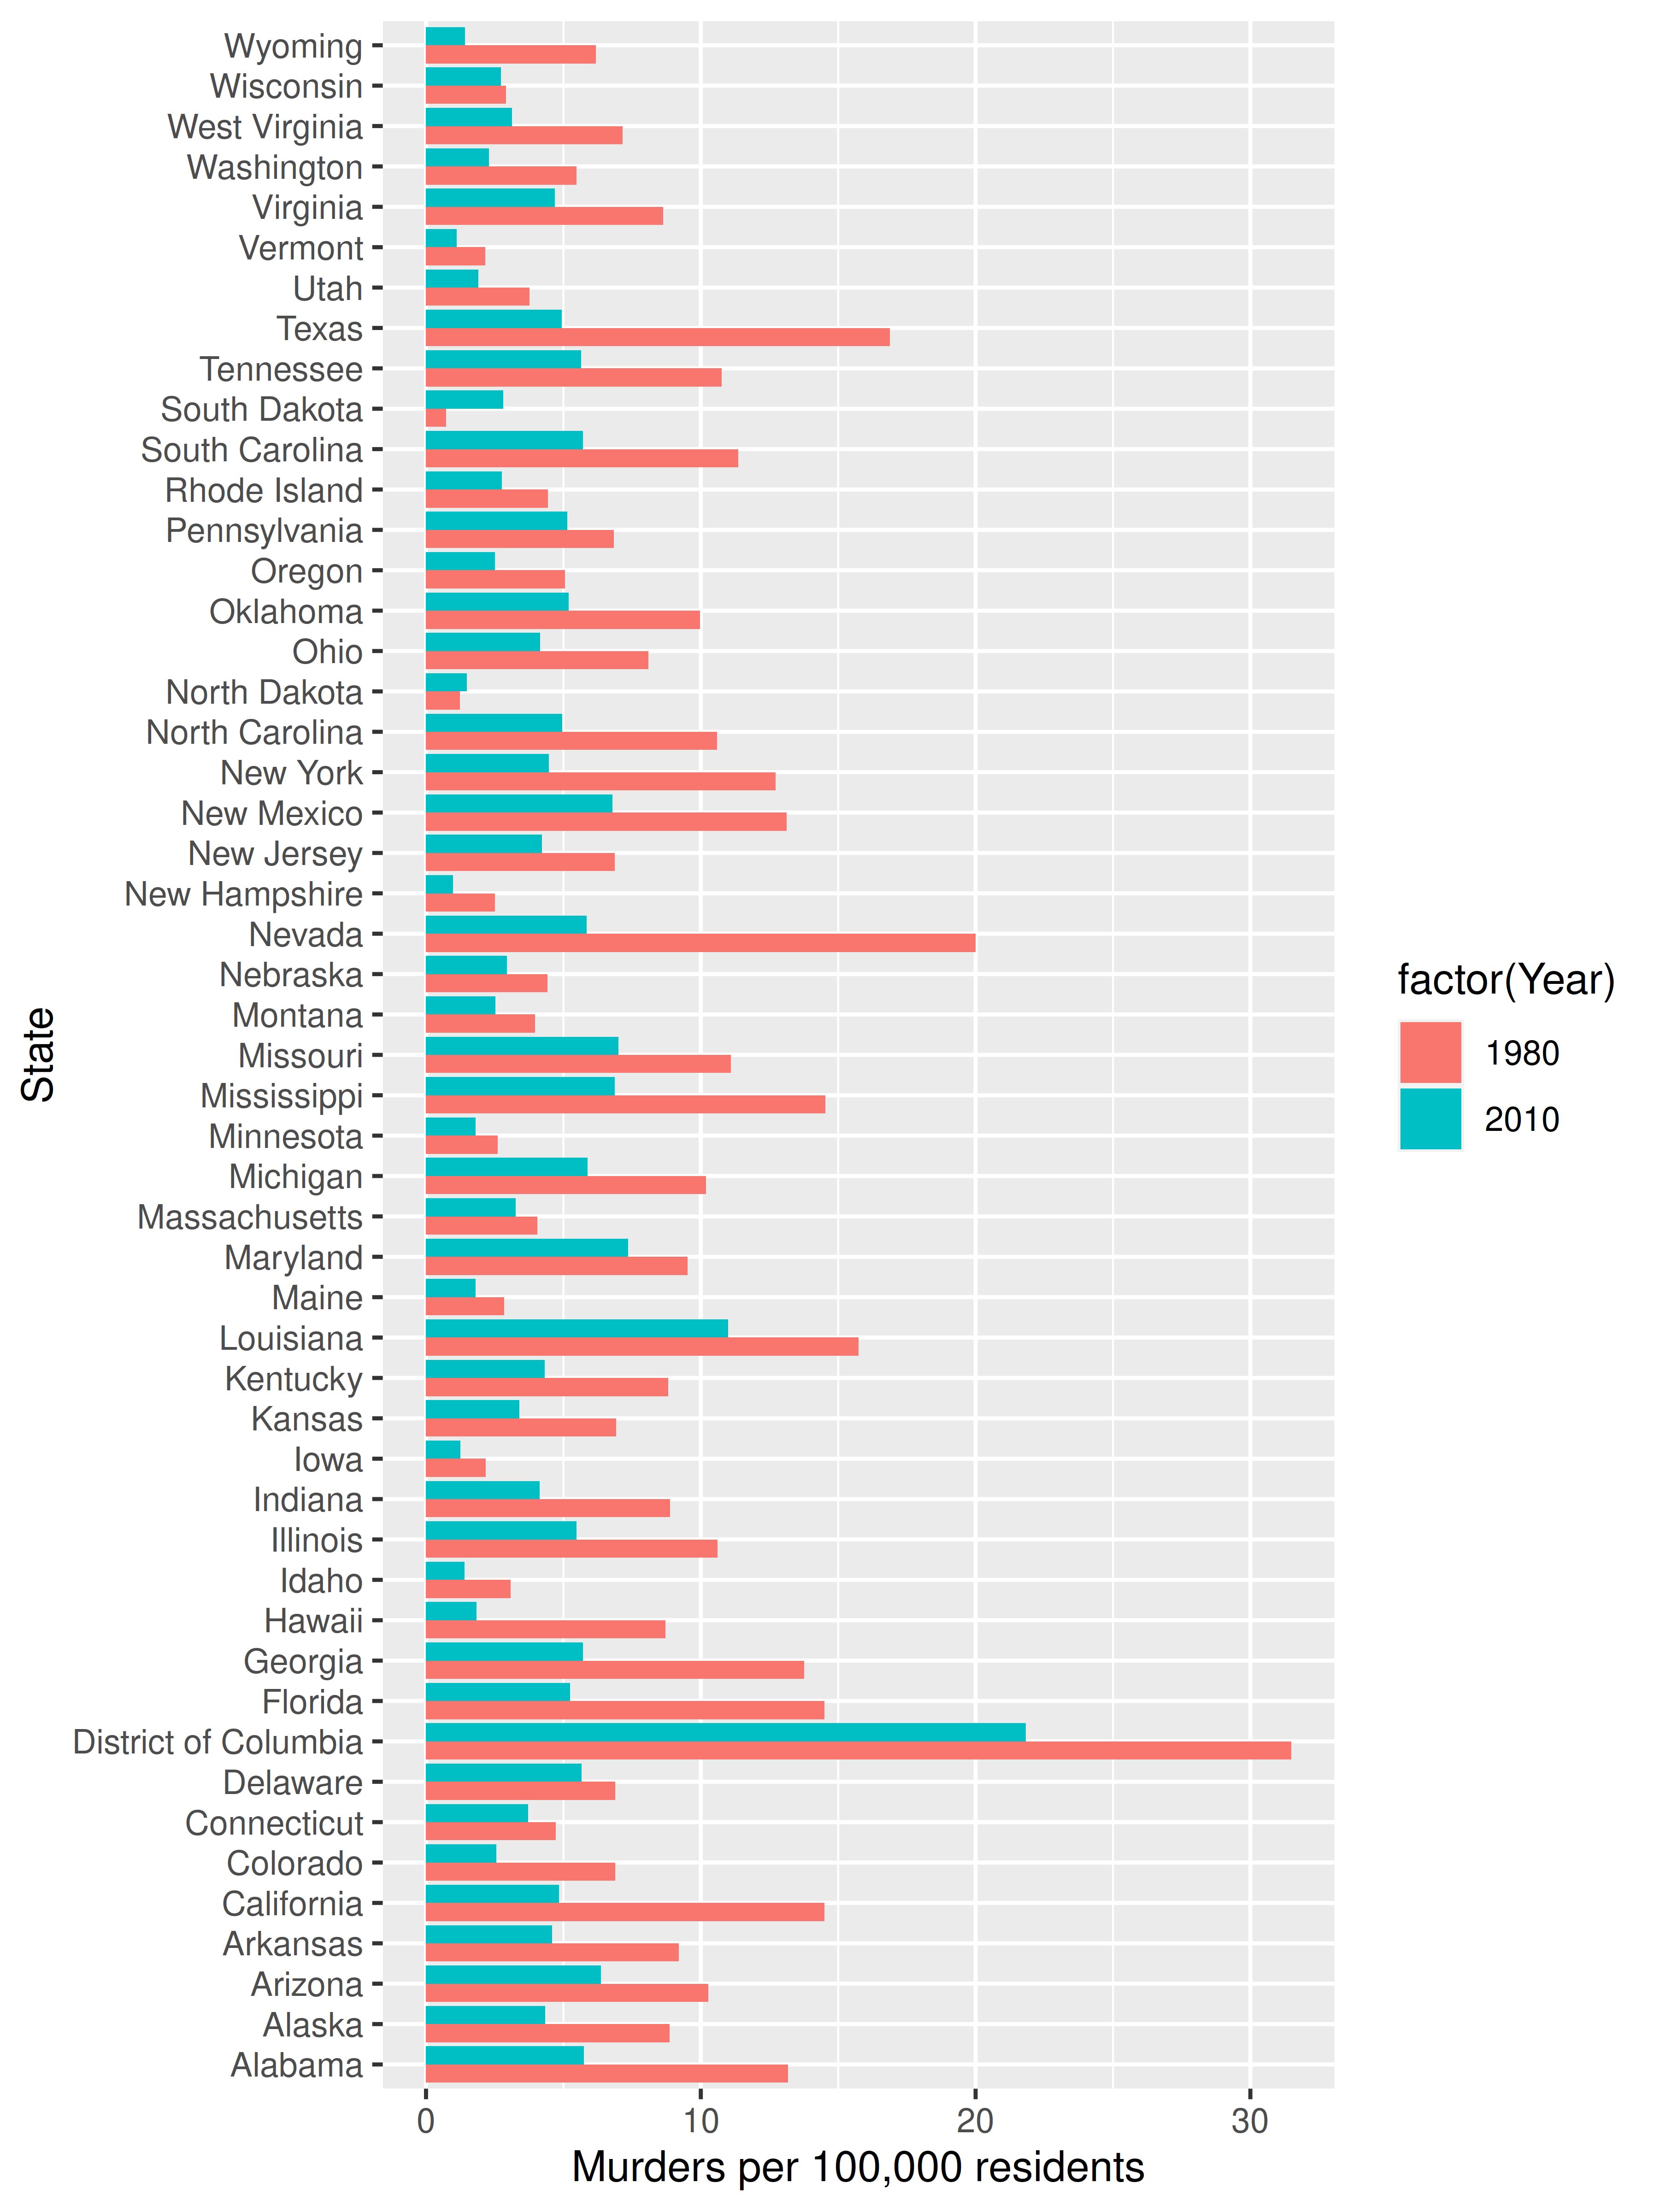 Wyoming
Wisconsin
West Virginia
Washington
Virginia
Vermont
Utah
Texas
Tennessee
South Dakota
South Carolina
Rhode Island
Pennsylvania
Oregon
Oklahoma
Ohio
North Dakota
North Carolina
New York
New Mexico
New Jersey
New Hampshire
Nevada
Nebraska
Montana
Missouri
Mississippi
Minnesota
Michigan
Massachusetts
Maryland
Maine
Louisiana
Kentucky
Kansas
Iowa
Indiana
Illinois
Idaho
Hawaii
Georgia
Florida
District of Columbia
Delaware
Connecticut
Colorado
California
Arkansas
Arizona
Alaska
Alabama
State
0 10 20 30
Murders per 100,000 residents
factor(Year)
1980
2010